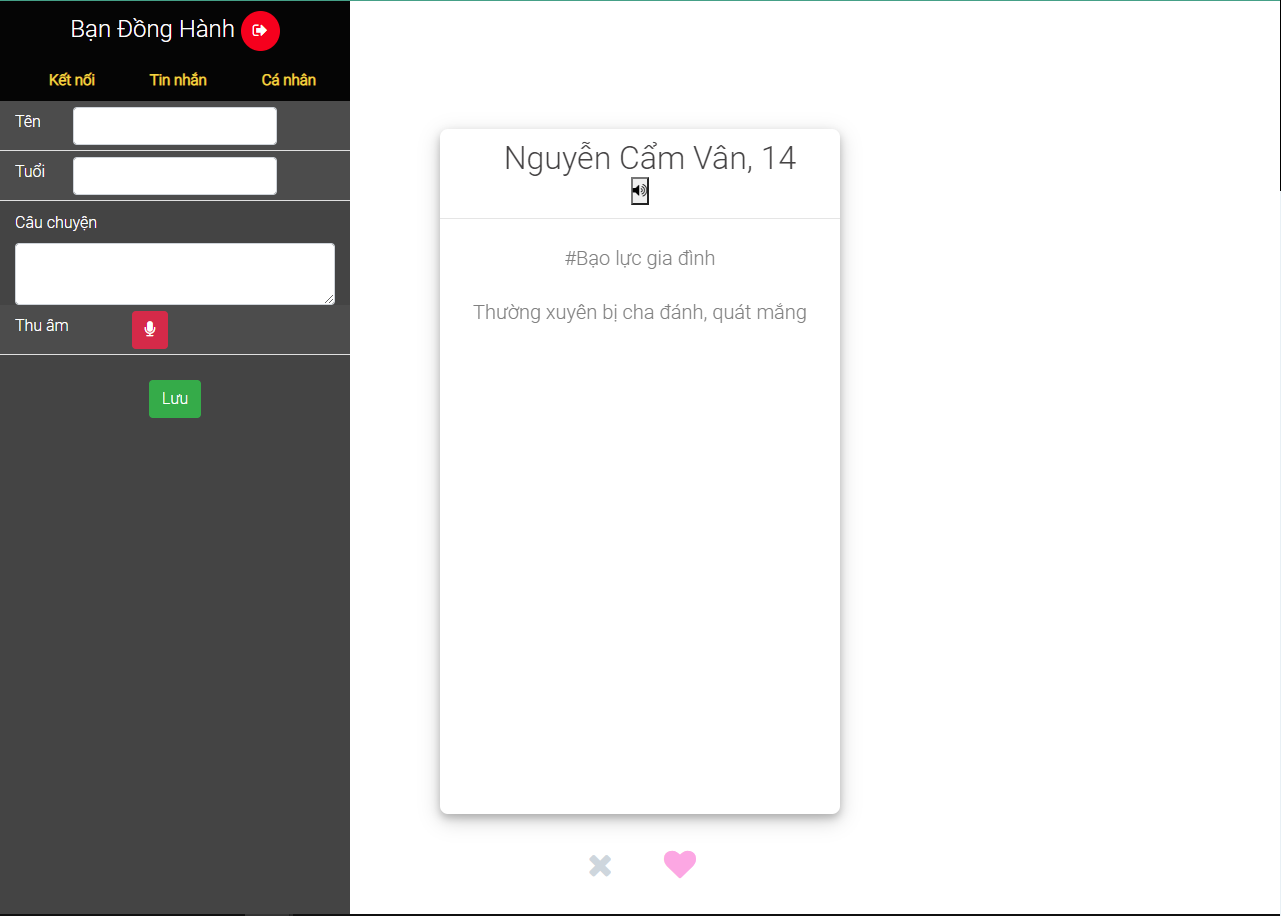 Bạn Đồng Hành
Kết nối Tin nhắn Cá nhân
Tên
Tuổi
Câu chuyện
Thu âm
Lưu
Nguyễn Cẩm Vân, 14
#Bạo lực gia đình
Thường xuyên bị cha đánh, quát mắng